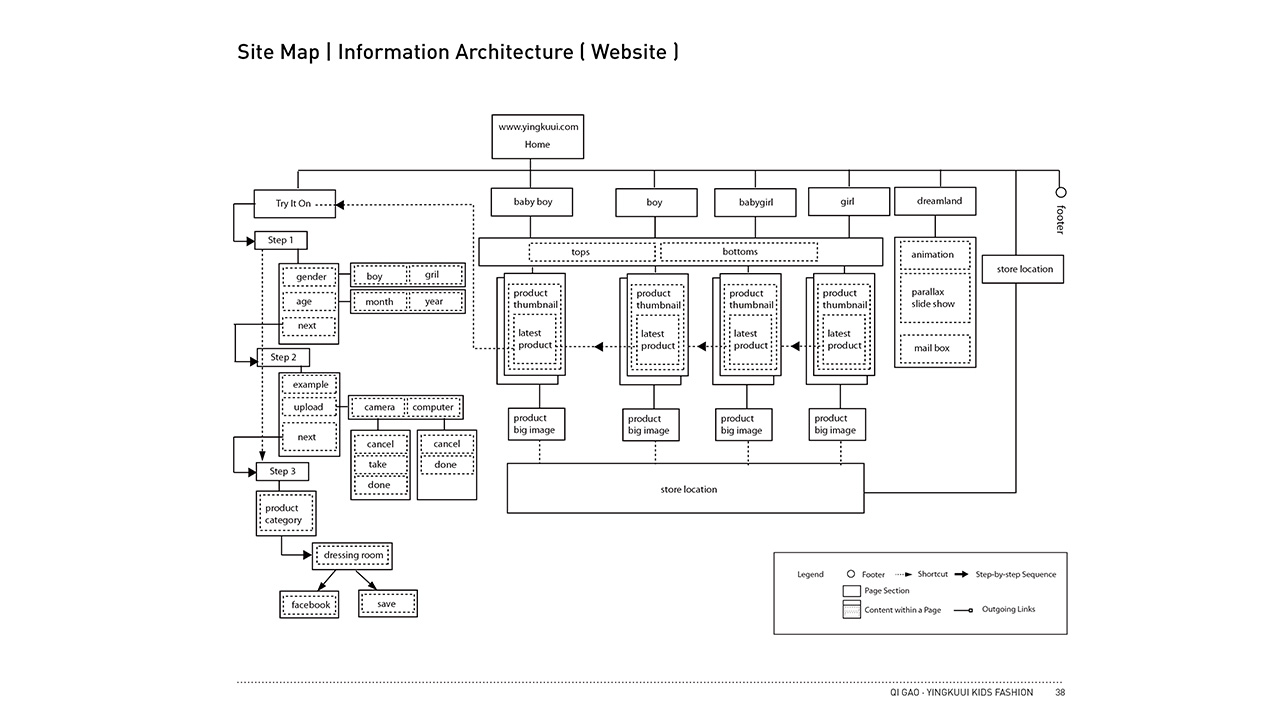 Site Map | Information Architecture ( Website )
www.yingkuui.com
Home
Try It On
baby boy
boy
babygirl
girl
dreamland
footer
Step 1
tops
bottoms
animation
store location
gender
boy
gril
age
month
year
next
parallax
slide show
mail box
product
thumbnail
latest
product
product
thumbnail
latest
product
product
thumbnail
latest
product
product
thumbnail
latest
product
Step 2
example
upload
camera
computer
next
cancel
take
done
cancel
done
product
big image
product
big image
product
big image
product
big image
Step 3
product
category
store location
dressing room
facebook
save
Legend
Footer
Shortcut
Step-by-step Sequence
Page Section
Content within a Page
Outgoing Links
QI GAO - YINGKUUI KIDS FASHION
38